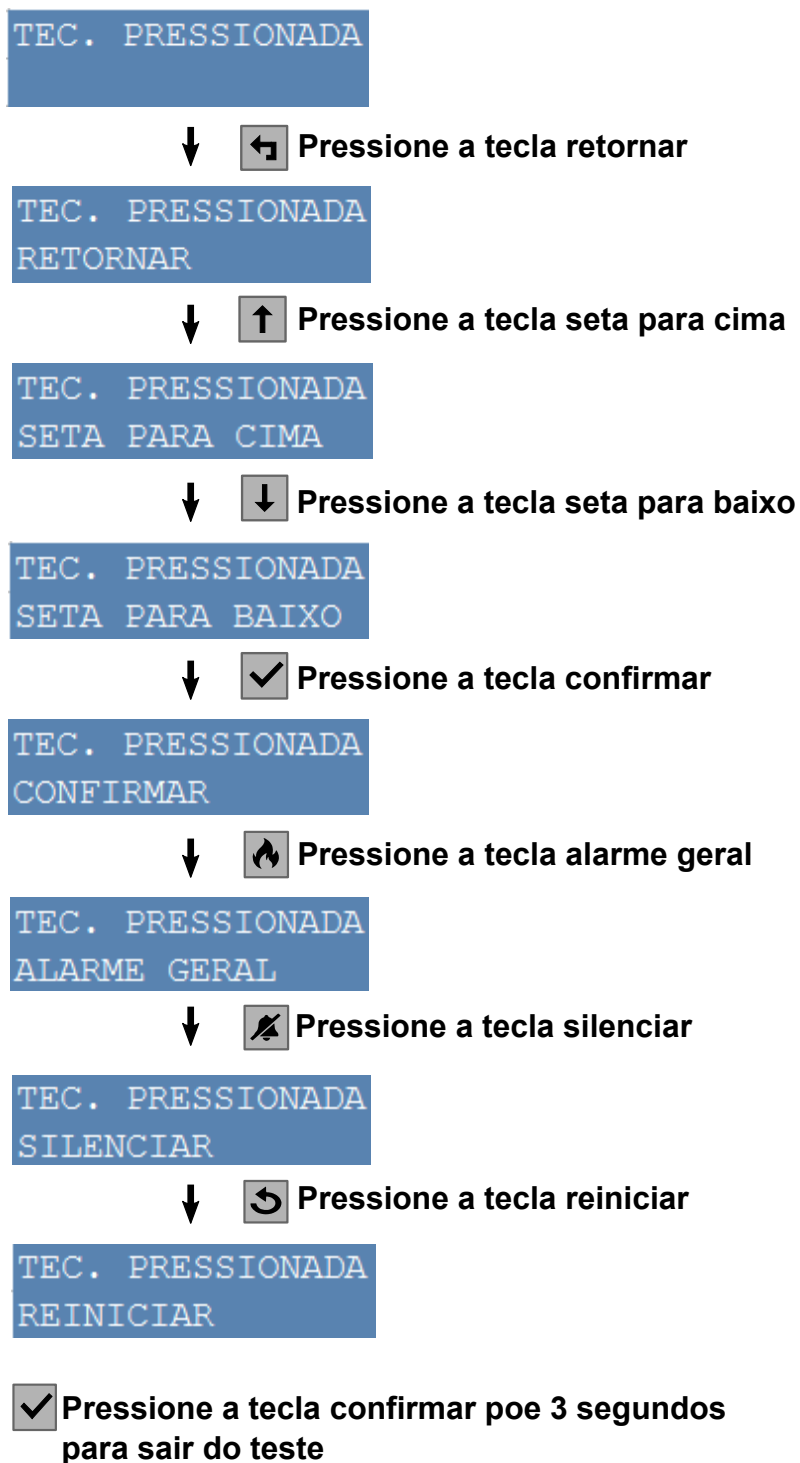 TEC. PRESSIONADA
Pressione a tecla retornar
TEC. PRESSIONADA
RETORNAR
Pressione a tecla seta para cima
TEC. PRESSIONADA
SETA PARA CIMA
Pressione a tecla seta para baixo
TEC. PRESSIONADA
SETA PARA BAIXO
Pressione a tecla confirmar
TEC. PRESSIONADA
CONFIRMAR
Pressione a tecla alarme geral
TEC. PRESSIONADA
ALARME GERAL
Pressione a tecla silenciar
TEC. PRESSIONADA
SILENCIAR
Pressione a tecla reiniciar
TEC. PRESSIONADA
REINICIAR
Pressione a tecla confirmar poe 3 segundos
para sair do teste